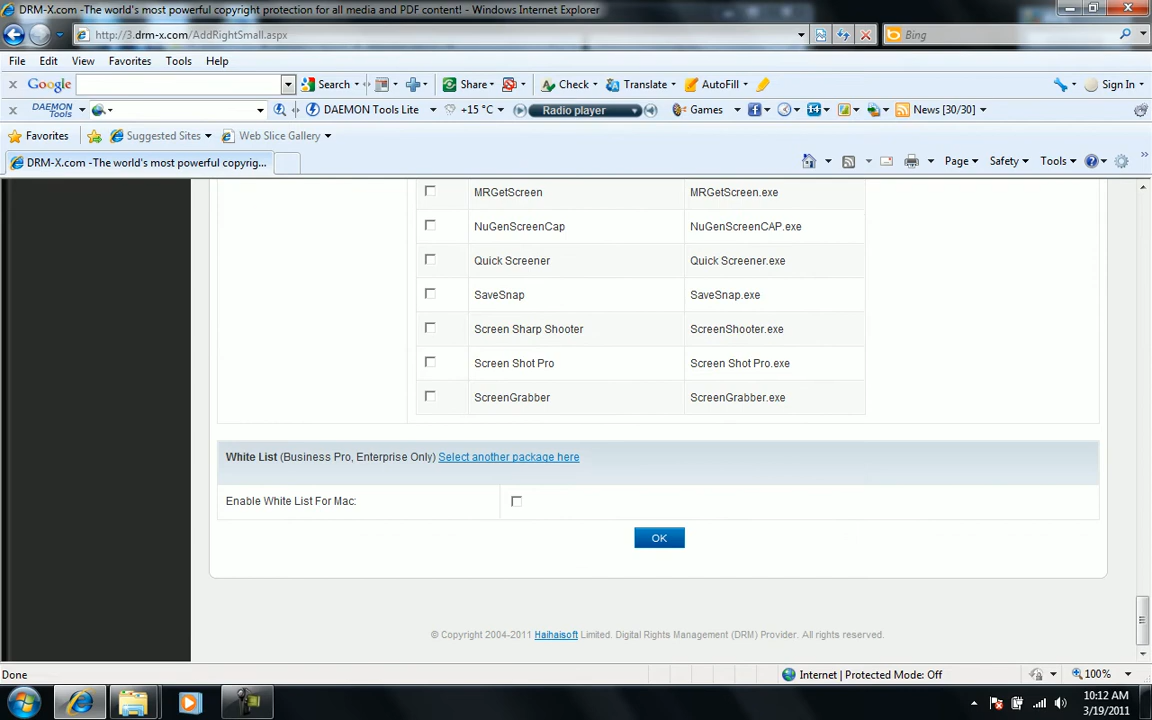 DRM-X.com -The world's most powerful copyright protection for all media and PDF content! - Windows Internet Explorer
http://3.drm-x.com/AddRightSmall.aspx
Bing
File Edit View Favorites Tools Help
x Google Search Share Check Translate AutoFill Sign In
x DAEMON Tools DAEMON Tools Lite +15 °C Radio player Games News [30/30]
Favorites Suggested Sites Web Slice Gallery
DRM-X.com -The world's most powerful copyrig...
Page Safety Tools
MRGetScreen MRGetScreen.exe
NuGenScreenCap NuGenScreenCAP.exe
Quick Screener Quick Screener.exe
SaveSnap SaveSnap.exe
Screen Sharp Shooter ScreenShooter.exe
Screen Shot Pro Screen Shot Pro.exe
ScreenGrabber ScreenGrabber.exe
White List (Business Pro, Enterprise Only) Select another package here
Enable White List For Mac:
OK
© Copyright 2004-2011 Haihaisoft Limited. Digital Rights Management (DRM) Provider. All rights reserved.
Done Internet | Protected Mode: Off 100%
10:12 AM
3/19/2011